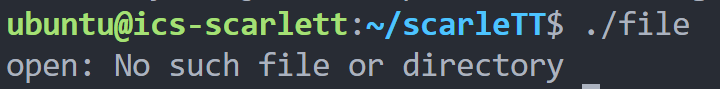 ubuntu@ics-scarlett:~/scarleTT$ ./file
open: No such file or directory